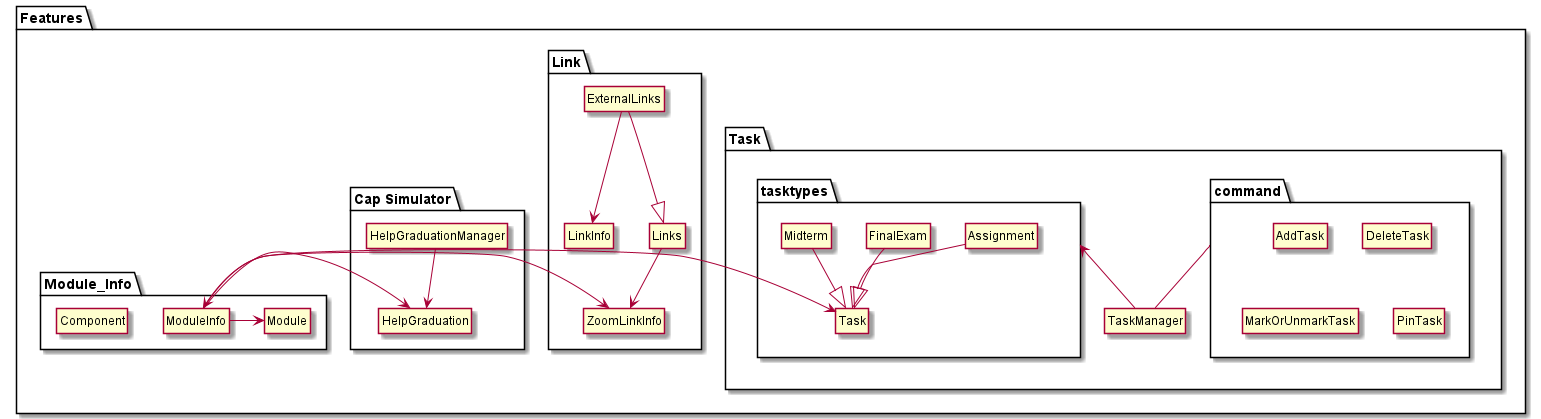 Features
Link
ExternalLinks
Task
tasktypes
command
Cap Simulator
HelpGraduationManager
LinkInfo
Links
Midterm
FinalExam
Assignment
AddTask
DeleteTask
Module_Info
Component
ModuleInfo
Module
HelpGraduation
ZoomLinkInfo
Task
TaskManager
MarkOrUnmarkTask
PinTask